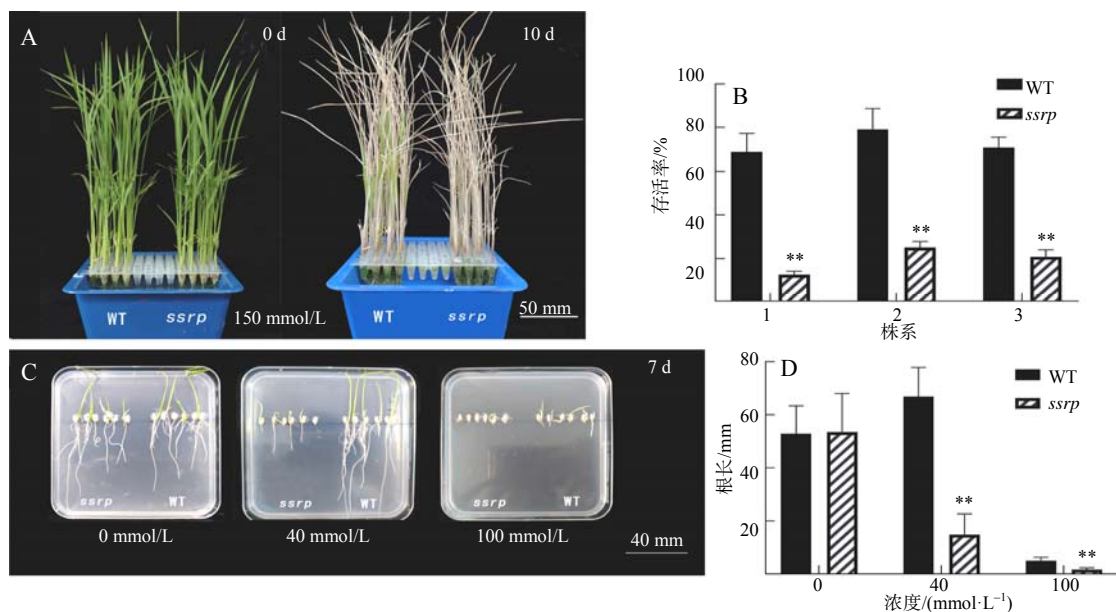 A
0 d
10 d
WT
ssrp
150 mmol/L
WT
ssrp
50 mm
B
WT
ssrp
100
80
60
40
20
存活率/%
**
**
**
1
2
3
株系
C
7 d
ssrp
WT
ssrp
WT
ssrp
WT
0 mmol/L
40 mmol/L
100 mmol/L
40 mm
D
WT
ssrp
80
60
40
20
根长/mm
**
**
0
40
100
浓度/(mmol·L⁻¹)